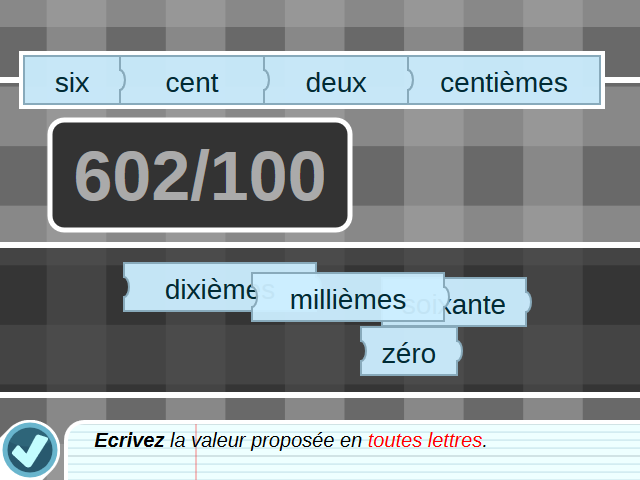 six cent deux centièmes
602/100
dixièmes
millièmes
soixante
zéro
Ecrivez la valeur proposée en toutes lettres.